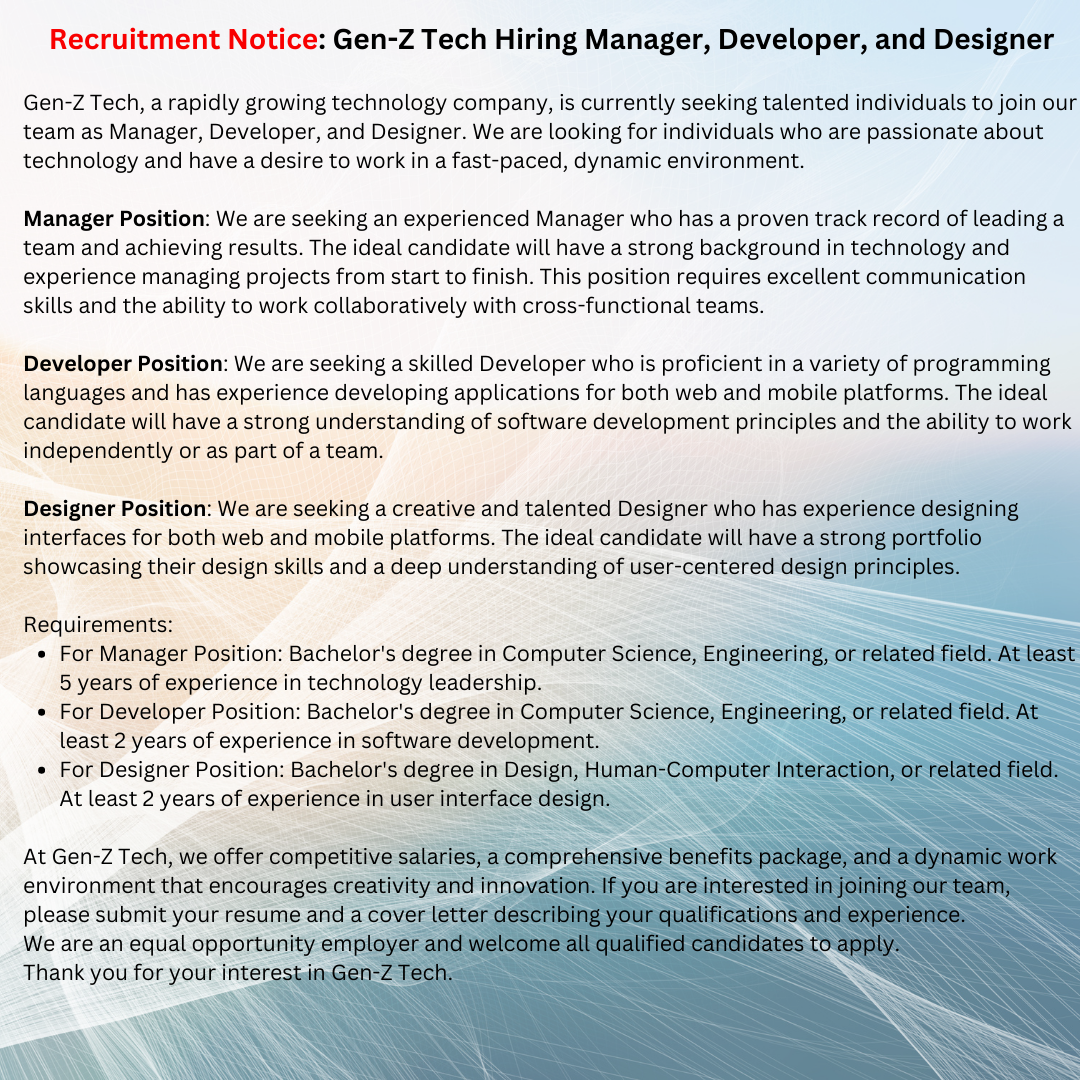 Recruitment Notice: Gen-Z Tech Hiring Manager, Developer, and Designer
Gen-Z Tech, a rapidly growing technology company, is currently seeking talented individuals to join our
team as Manager, Developer, and Designer. We are looking for individuals who are passionate about
technology and have a desire to work in a fast-paced, dynamic environment.
Manager Position: We are seeking an experienced Manager who has a proven track record of leading a
team and achieving results. The ideal candidate will have a strong background in technology and
experience managing projects from start to finish. This position requires excellent communication
skills and the ability to work collaboratively with cross-functional teams.
Developer Position: We are seeking a skilled Developer who is proficient in a variety of programming
languages and has experience developing applications for both web and mobile platforms. The ideal
candidate will have a strong understanding of software development principles and the ability to work
independently or as part of a team.
Designer Position: We are seeking a creative and talented Designer who has experience designing
interfaces for both web and mobile platforms. The ideal candidate will have a strong portfolio
showcasing their design skills and a deep understanding of user-centered design principles.
Requirements:
• For Manager Position: Bachelor's degree in Computer Science, Engineering, or related field. At least
5 years of experience in technology leadership.
• For Developer Position: Bachelor's degree in Computer Science, Engineering, or related field. At
least 2 years of experience in software development.
• For Designer Position: Bachelor's degree in Design, Human-Computer Interaction, or related field.
At least 2 years of experience in user interface design.
At Gen-Z Tech, we offer competitive salaries, a comprehensive benefits package, and a dynamic work
environment that encourages creativity and innovation. If you are interested in joining our team,
please submit your resume and a cover letter describing your qualifications and experience.
We are an equal opportunity employer and welcome all qualified candidates to apply.
Thank you for your interest in Gen-Z Tech.